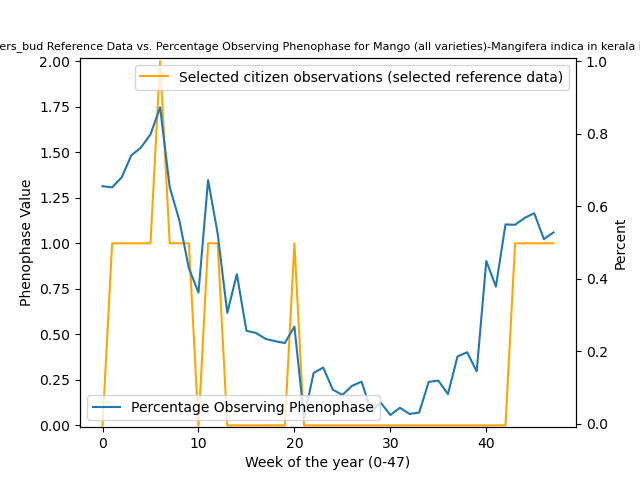 ers_bud Reference Data vs. Percentage Observing Phenophase for Mango (all varieties)-Mangifera indica in kerala i
Selected citizen observations (selected reference data)
Percentage Observing Phenophase
Phenophase Value
2.00
1.75
1.50
1.25
1.00
0.75
0.50
0.25
0.00
1.0
0.8
0.6
0.4
0.2
0.0
Percent
0 10 20 30 40
Week of the year (0-47)